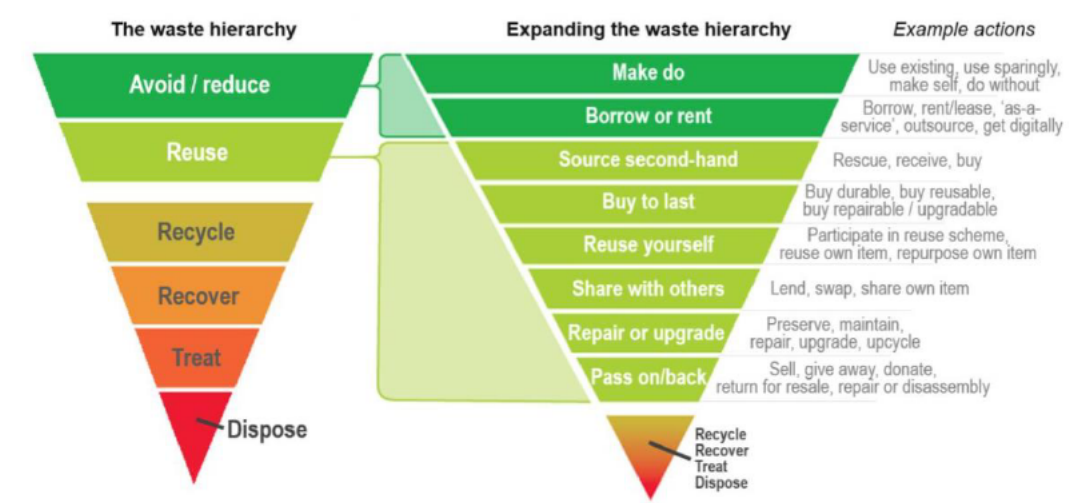 The waste hierarchy
Avoid / reduce
Reuse
Recycle
Recover
Treat
Dispose
Expanding the waste hierarchy
Example actions
Make do
Use existing, use sparingly,
make self, do without
Borrow or rent
Borrow, rent/lease, ‘as-a-
service’, outsource, get digitally
Source second-hand
Rescue, receive, buy
Buy to last
Buy durable, buy reusable,
buy repairable / upgradable
Reuse yourself
Participate in reuse scheme,
reuse own item, repurpose own item
Share with others
Lend, swap, share own item
Repair or upgrade
Preserve, maintain,
repair, upgrade, upcycle
Pass on/back
Sell, give away, donate,
return for resale, repair or disassembly
Recycle
Recover
Treat
Dispose